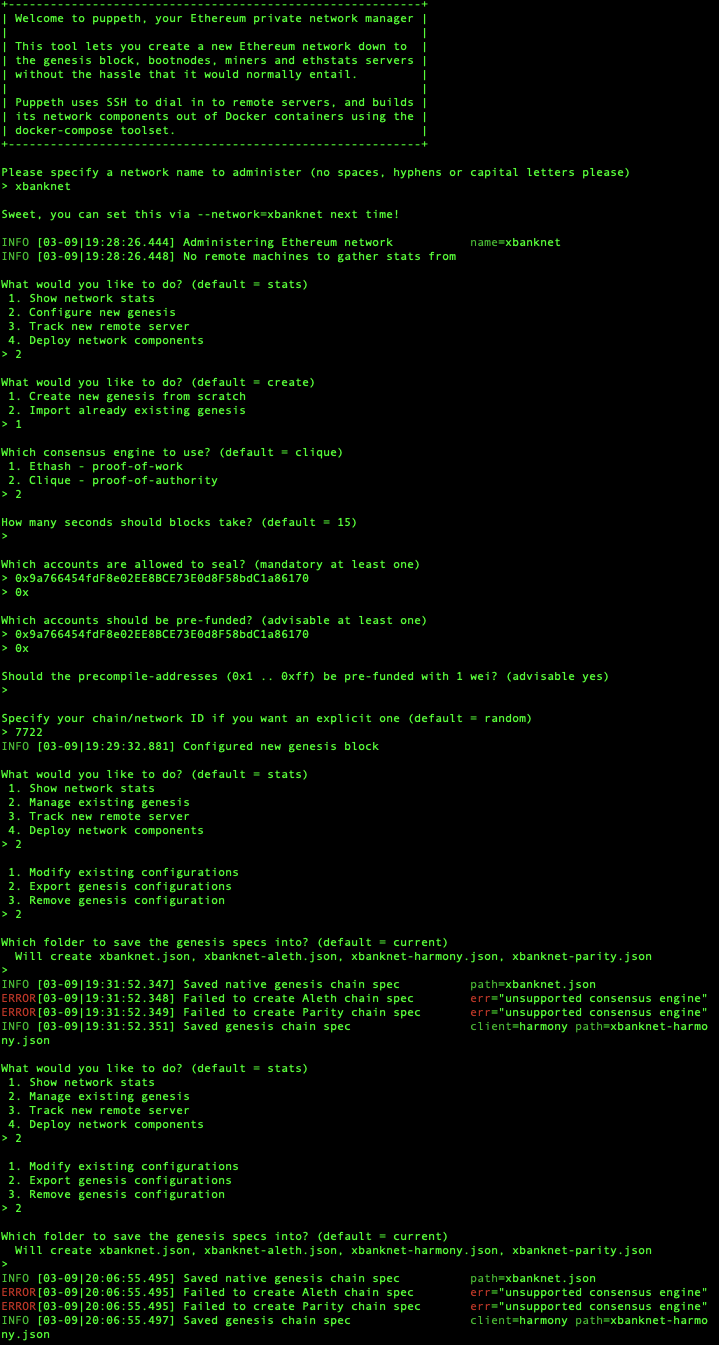 +-----------------------------------------------------------+
| Welcome to puppeth, your Ethereum private network manager |
|                                                           |
| This tool lets you create a new Ethereum network down to  |
| the genesis block, bootnodes, miners and ethstats servers |
| without the hassle that it would normally entail.         |
|                                                           |
| Puppeth uses SSH to dial in to remote servers, and builds |
| its network components out of Docker containers using the |
| docker-compose toolset.                                   |
+-----------------------------------------------------------+

Please specify a network name to administer (no spaces, hyphens or capital letters please)
> xbanknet

Sweet, you can set this via --network=xbanknet next time!

INFO [03-09|19:28:26.444] Administering Ethereum network           name=xbanknet
INFO [03-09|19:28:26.448] No remote machines to gather stats from

What would you like to do? (default = stats)
 1. Show network stats
 2. Configure new genesis
 3. Track new remote server
 4. Deploy network components
> 2

What would you like to do? (default = create)
 1. Create new genesis from scratch
 2. Import already existing genesis
> 1

Which consensus engine to use? (default = clique)
 1. Ethash - proof-of-work
 2. Clique - proof-of-authority
> 2

How many seconds should blocks take? (default = 15)
>

Which accounts are allowed to seal? (mandatory at least one)
> 0x9a766454fdF8e02EE8BCE73E0d8F58bdC1a86170
> 0x

Which accounts should be pre-funded? (advisable at least one)
> 0x9a766454fdF8e02EE8BCE73E0d8F58bdC1a86170
> 0x

Should the precompile-addresses (0x1 .. 0xff) be pre-funded with 1 wei? (advisable yes)
>

Specify your chain/network ID if you want an explicit one (default = random)
> 7722
INFO [03-09|19:29:32.881] Configured new genesis block

What would you like to do? (default = stats)
 1. Show network stats
 2. Manage existing genesis
 3. Track new remote server
 4. Deploy network components
> 2

 1. Modify existing configurations
 2. Export genesis configurations
 3. Remove genesis configuration
> 2

Which folder to save the genesis specs into? (default = current)
  Will create xbanknet.json, xbanknet-aleth.json, xbanknet-harmony.json, xbanknet-parity.json
>
INFO [03-09|19:31:52.347] Saved native genesis chain spec          path=xbanknet.json
ERROR[03-09|19:31:52.348] Failed to create Aleth chain spec        err="unsupported consensus engine"
ERROR[03-09|19:31:52.349] Failed to create Parity chain spec       err="unsupported consensus engine"
INFO [03-09|19:31:52.351] Saved genesis chain spec                 client=harmony path=xbanknet-harmo
ny.json

What would you like to do? (default = stats)
 1. Show network stats
 2. Manage existing genesis
 3. Track new remote server
 4. Deploy network components
> 2

 1. Modify existing configurations
 2. Export genesis configurations
 3. Remove genesis configuration
> 2

Which folder to save the genesis specs into? (default = current)
  Will create xbanknet.json, xbanknet-aleth.json, xbanknet-harmony.json, xbanknet-parity.json
>
INFO [03-09|20:06:55.495] Saved native genesis chain spec          path=xbanknet.json
ERROR[03-09|20:06:55.495] Failed to create Aleth chain spec        err="unsupported consensus engine"
ERROR[03-09|20:06:55.495] Failed to create Parity chain spec       err="unsupported consensus engine"
INFO [03-09|20:06:55.497] Saved genesis chain spec                 client=harmony path=xbanknet-harmo
ny.json